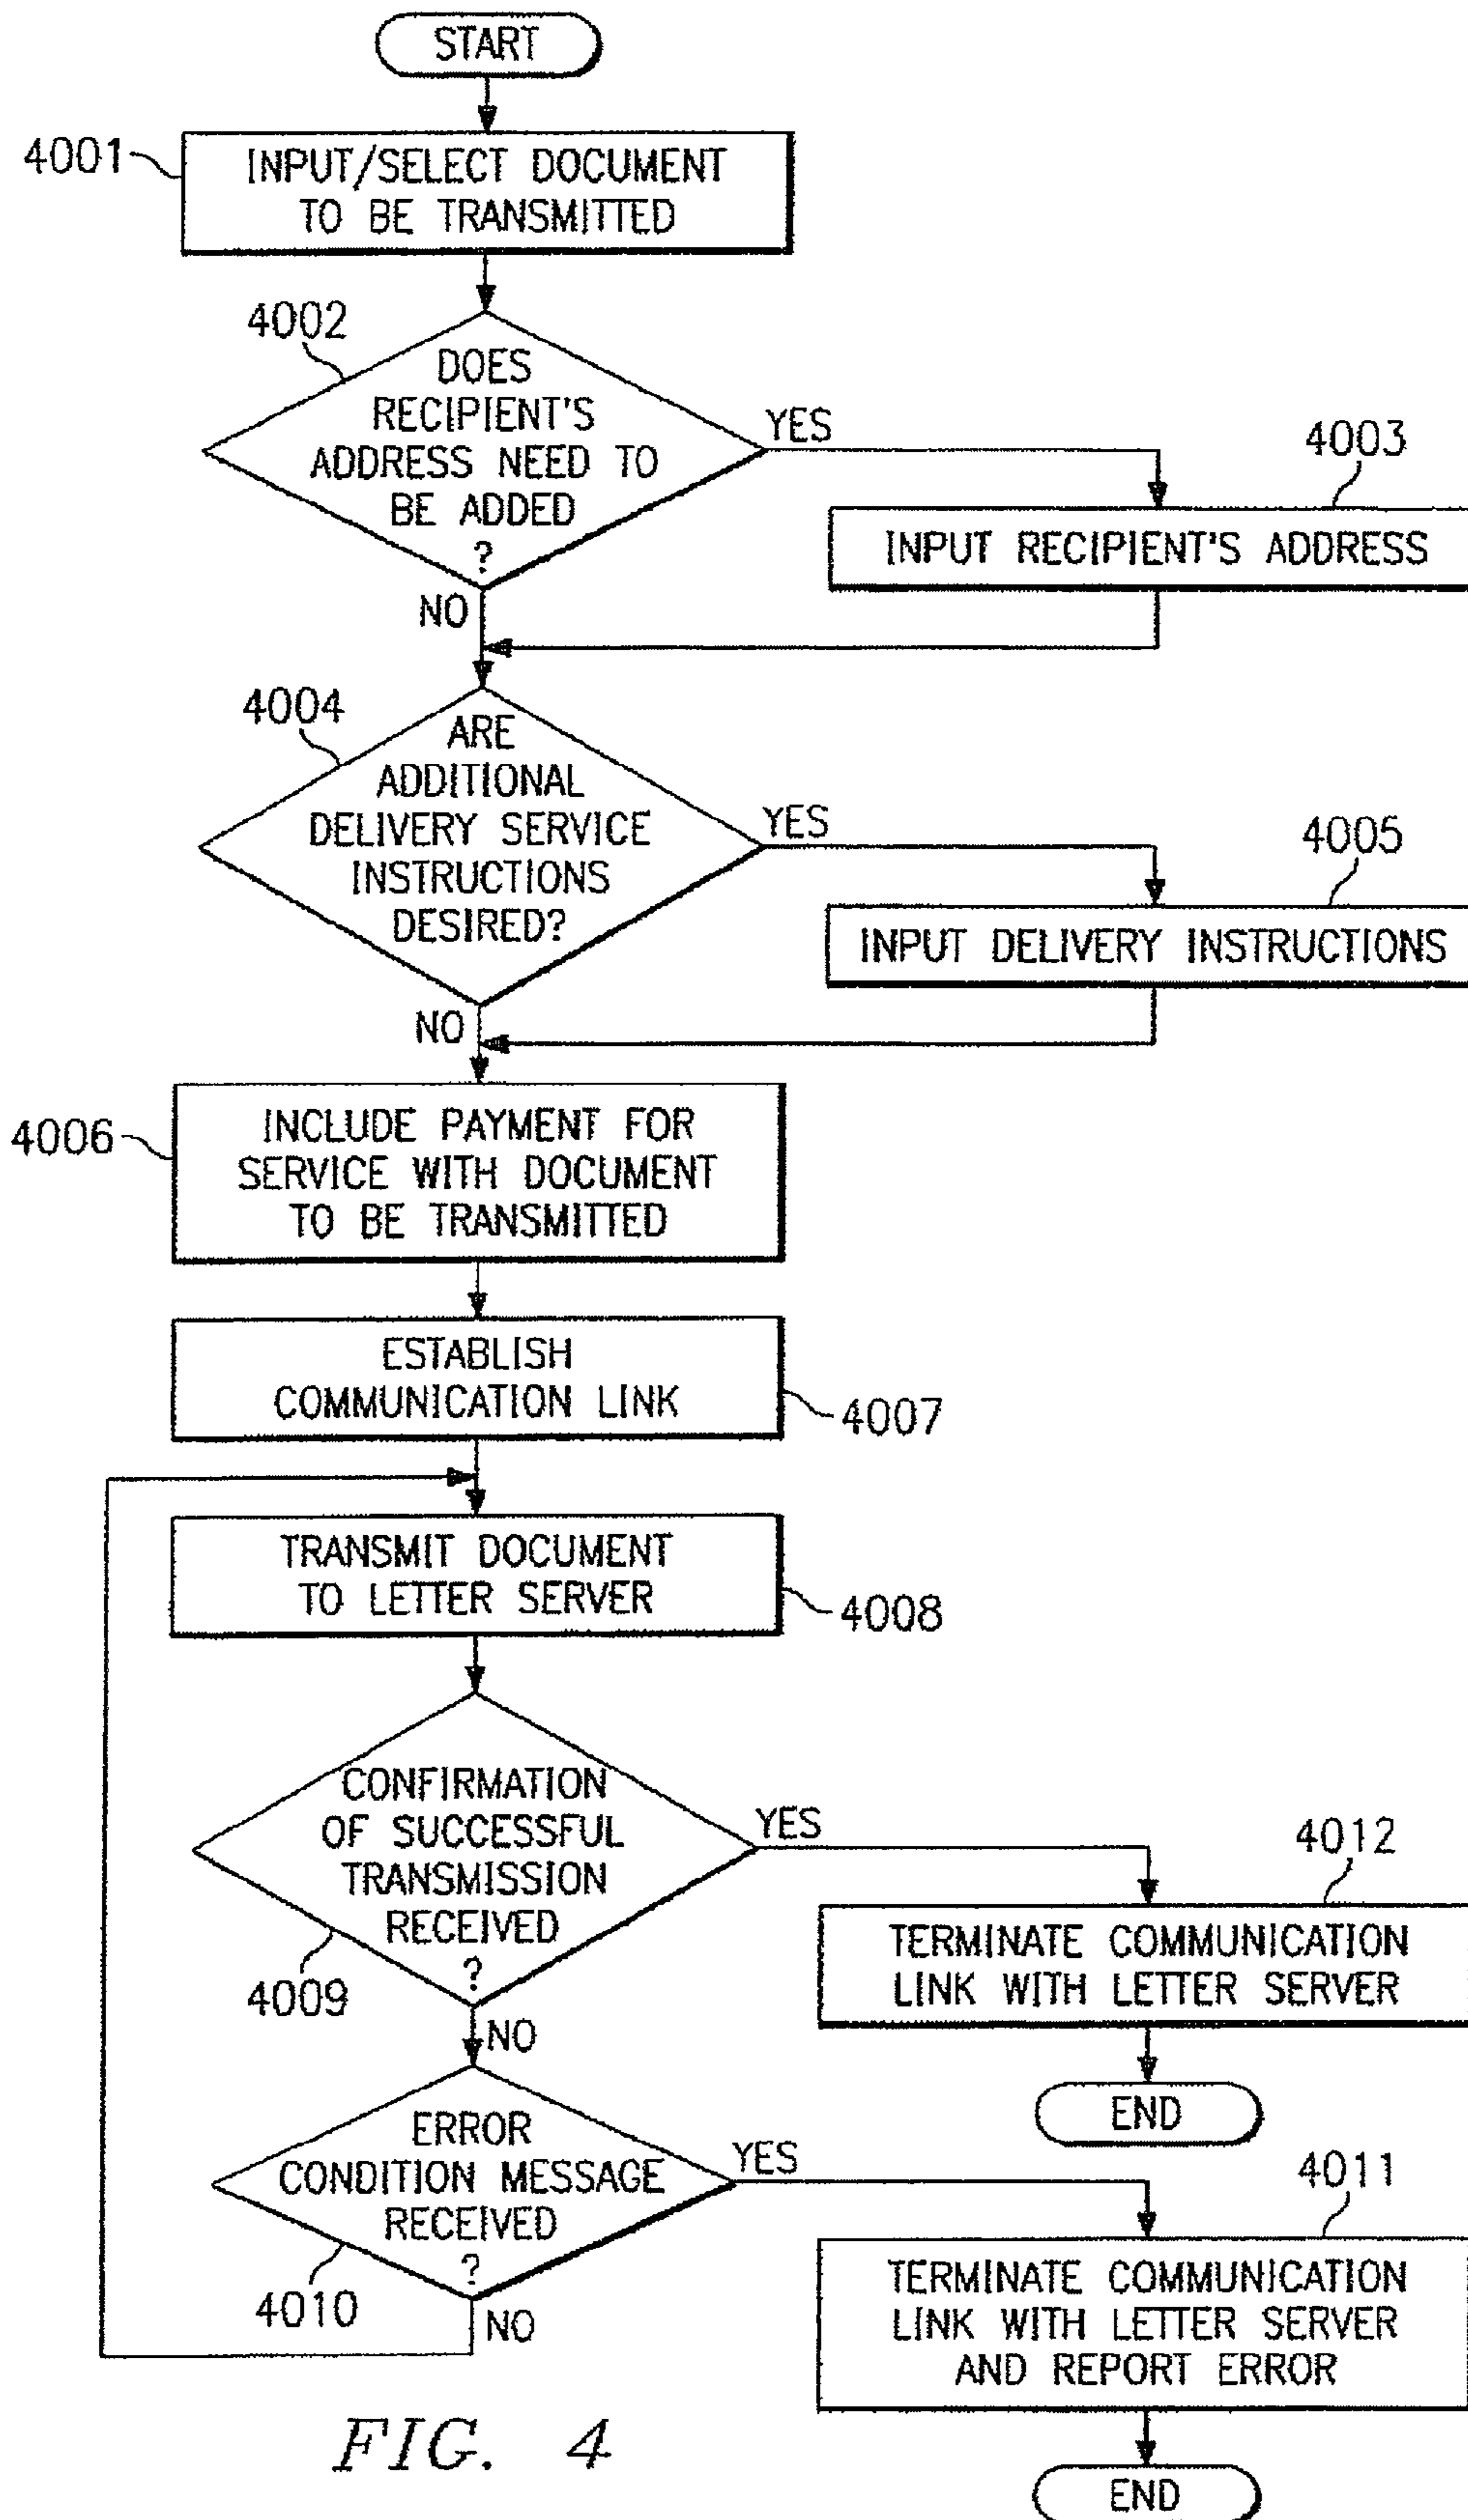 START
4001
INPUT/SELECT DOCUMENT
TO BE TRANSMITTED
4002
DOES
RECIPIENT'S
ADDRESS NEED TO
BE ADDED
?
YES
NO
4003
INPUT RECIPIENT'S ADDRESS
4004
ARE
ADDITIONAL
DELIVERY SERVICE
INSTRUCTIONS
DESIRED?
YES
NO
4005
INPUT DELIVERY INSTRUCTIONS
4006
INCLUDE PAYMENT FOR
SERVICE WITH DOCUMENT
TO BE TRANSMITTED
ESTABLISH
COMMUNICATION LINK
4007
TRANSMIT DOCUMENT
TO LETTER SERVER
4008
CONFIRMATION
OF SUCCESSFUL
TRANSMISSION
RECEIVED
?
4009
YES
NO
4012
TERMINATE COMMUNICATION
LINK WITH LETTER SERVER
END
ERROR
CONDITION MESSAGE
RECEIVED
?
4010
YES
NO
4011
TERMINATE COMMUNICATION
LINK WITH LETTER SERVER
AND REPORT ERROR
END
FIG. 4